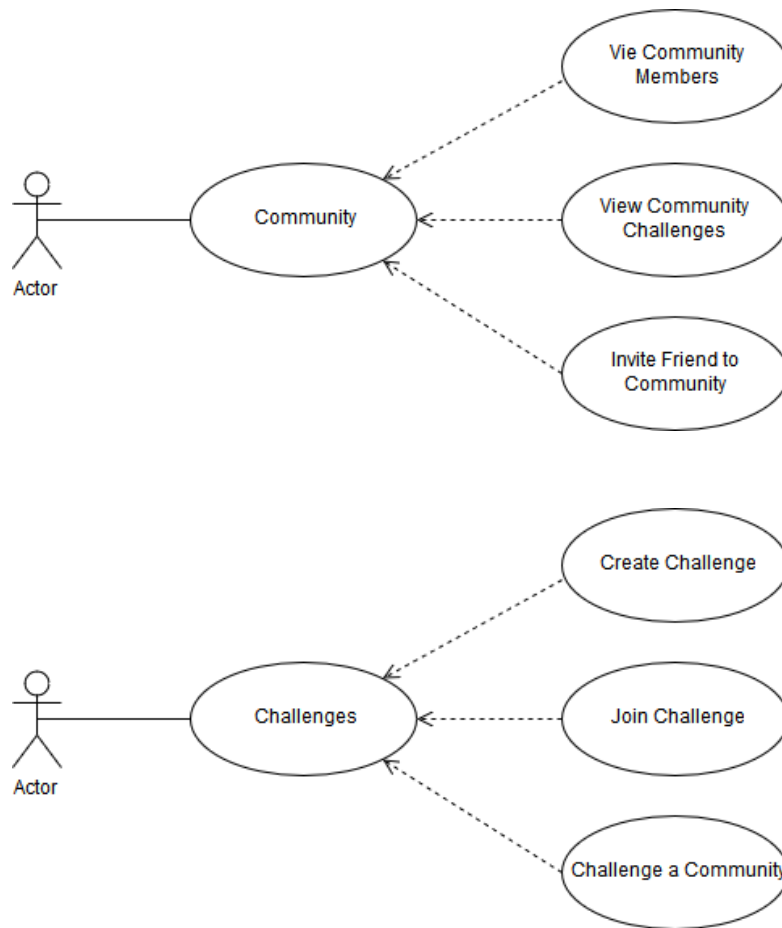 Vie Community
Members
Community
View Community
Challenges
Actor
Invite Friend to
Community
Create Challenge
Challenges
Join Challenge
Actor
Challenge a Community